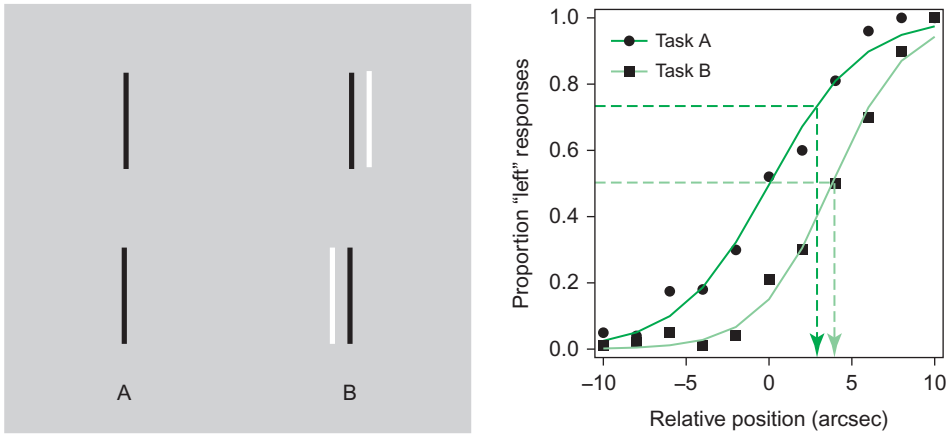 A
B
Proportion “left” responses
1.0
0.8
0.6
0.4
0.2
0.0
Task A
Task B
−10
−5
0
5
10
Relative position (arcsec)